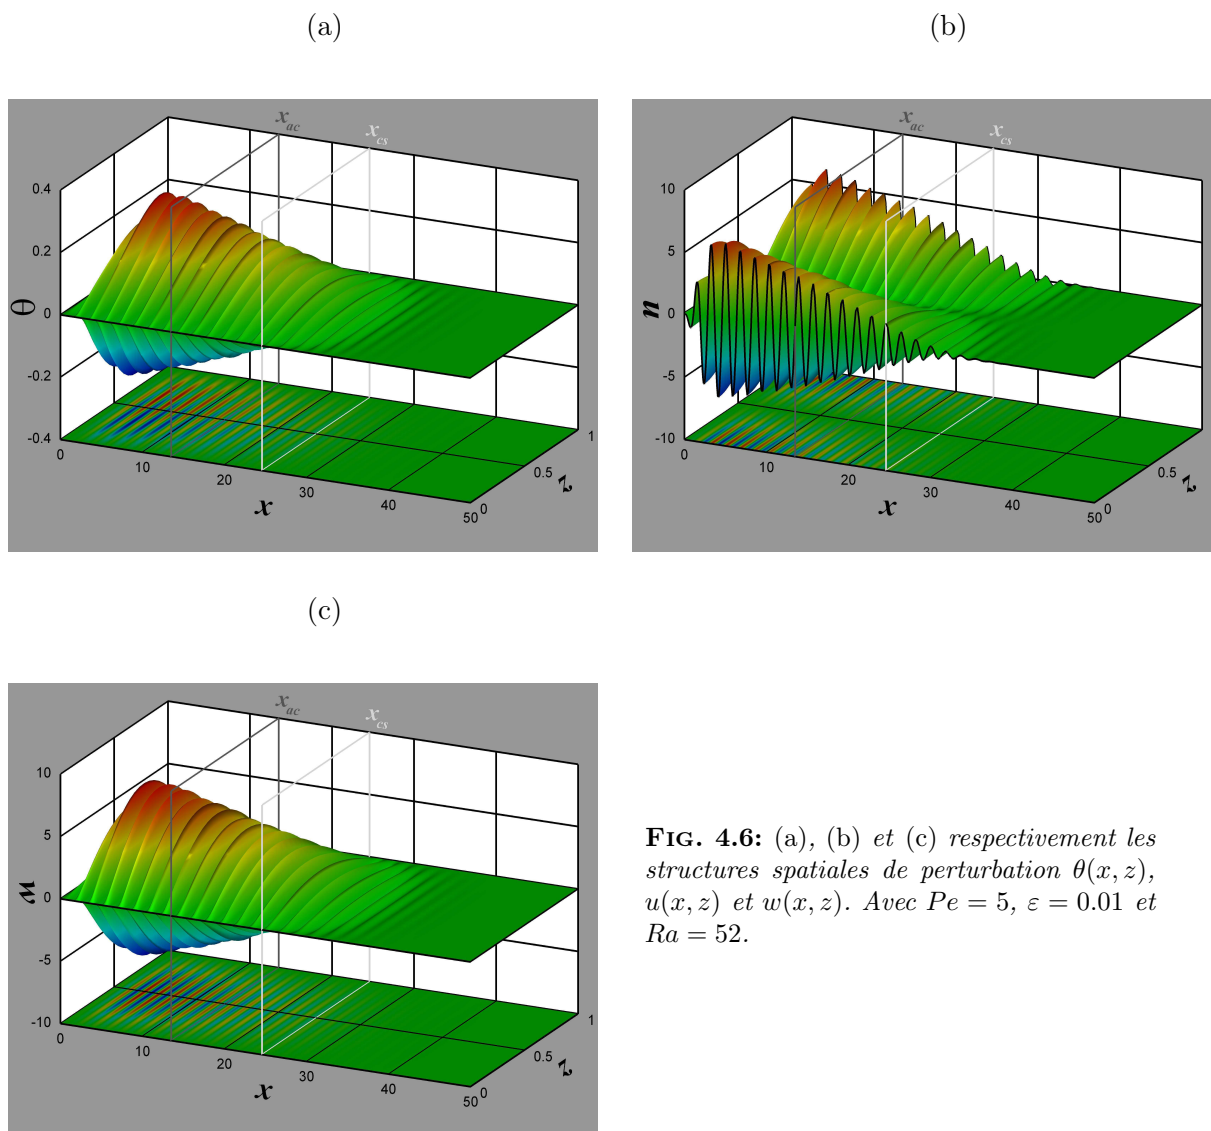 (a)
(b)
x_ac
x_cs
0.4
0.2
0
-0.2
-0.4
θ
0
10
20
30
40
50
x
0
0.5
1
z
x_ac
x_cs
10
5
0
-5
-10
u
0
10
20
30
40
50
x
0
0.5
1
z
(c)
x_ac
x_cs
10
5
0
-5
-10
w
0
10
20
30
40
50
x
0
0.5
1
z
FIG. 4.6: (a), (b) et (c) respectivement les
structures spatiales de perturbation θ(x, z),
u(x, z) et w(x, z). Avec Pe = 5, ε = 0.01 et
Ra = 52.